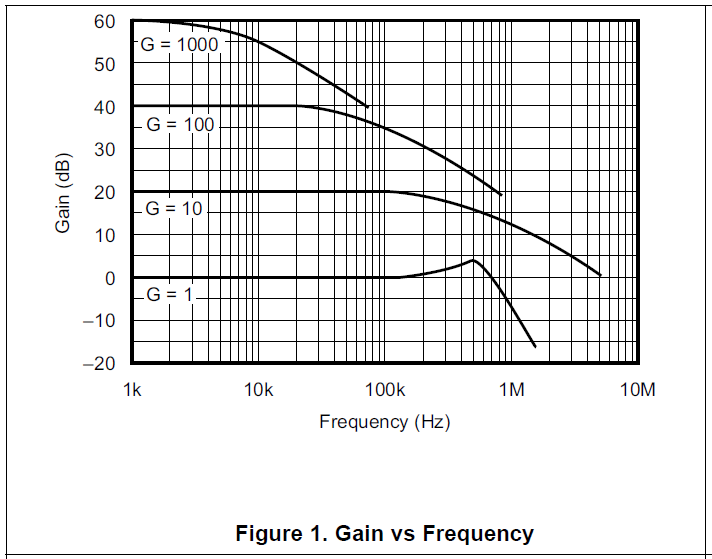 60
50
40
30
20
10
0
–10
–20
Gain (dB)
G = 1000
G = 100
G = 10
G = 1
1k 10k 100k 1M 10M
Frequency (Hz)
Figure 1. Gain vs Frequency